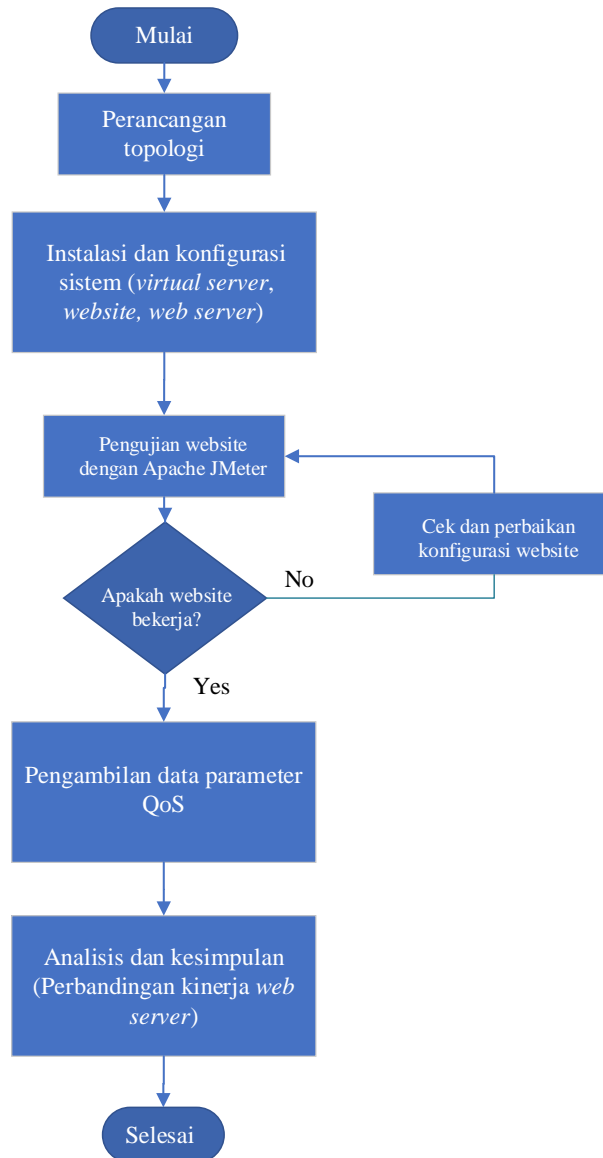 Mulai
Perancangan
topologi
Instalasi dan konfigurasi
sistem (virtual server,
website, web server)
Pengujian website
dengan Apache JMeter
Cek dan perbaikan
konfigurasi website
Apakah website
bekerja?
No
Yes
Pengambilan data parameter
QoS
Analisis dan kesimpulan
(Perbandingan kinerja web
server)
Selesai